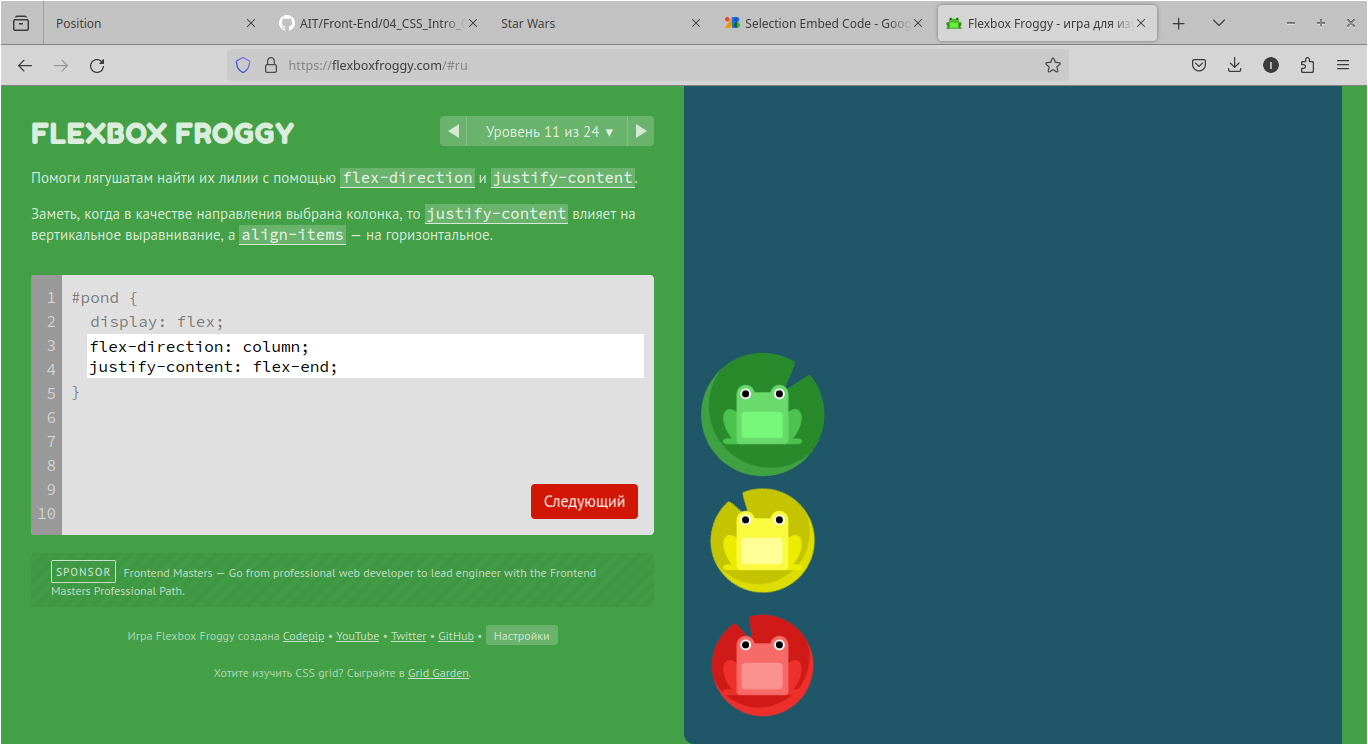 Position
AIT/Front-End/04_CSS_Intro_
Star Wars
Selection Embed Code - Goog
Flexbox Froggy - игра для из
https://flexboxfroggy.com/#ru
FLEXBOX FROGGY
Уровень 11 из 24 ▼
Помоги лягушатам найти их лилии с помощью flex-direction и justify-content.
Заметь, когда в качестве направления выбрана колонка, то justify-content влияет на
вертикальное выравнивание, а align-items — на горизонтальное.
1 #pond {
2 display: flex;
3 flex-direction: column;
4 justify-content: flex-end;
5 }
6
7
8
9
10
Следующий
SPONSOR Frontend Masters — Go from professional web developer to lead engineer with the Frontend
Masters Professional Path.
Игра Flexbox Froggy создана Codepip • YouTube • Twitter • GitHub • Настройки
Хотите изучить CSS grid? Сыграйте в Grid Garden.